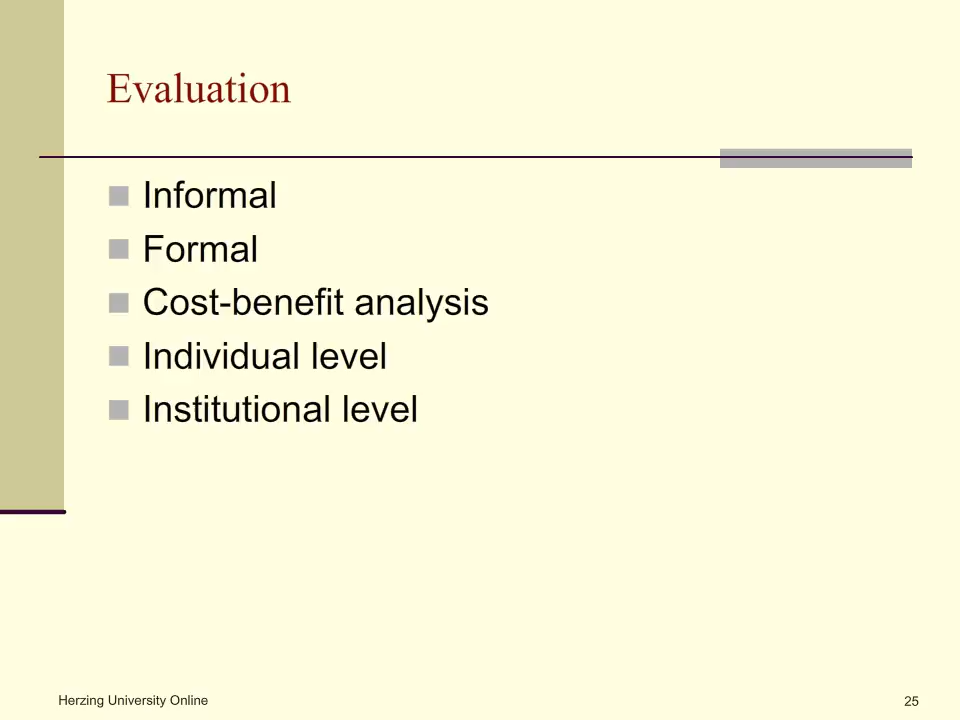 Evaluation
Informal
Formal
Cost-benefit analysis
Individual level
Institutional level
Herzing University Online
25